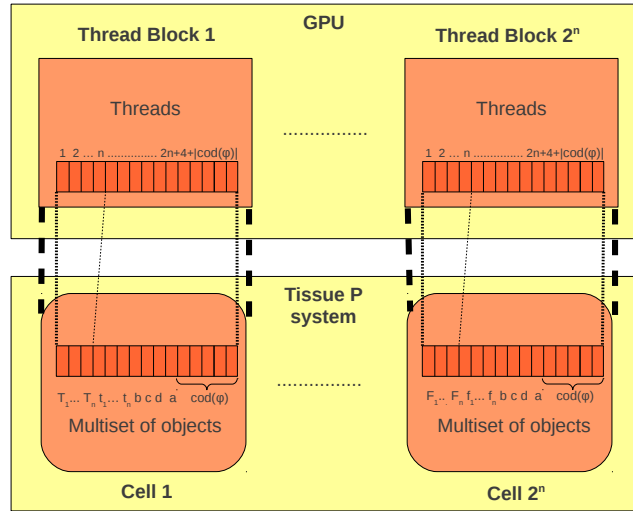 GPU
Thread Block 1
Thread Block 2ⁿ
Threads
Threads
...................
1 2 ... n ............... 2n+4+|cod(φ)|
1 2 ... n ............... 2n+4+|cod(φ)|
Tissue P
system
................
T₁... Tₙ t₁... tₙ b c d a cod(φ)
F₁... Fₙ f₁... fₙ b c d a cod(φ)
Multiset of objects
Multiset of objects
Cell 1
Cell 2ⁿ